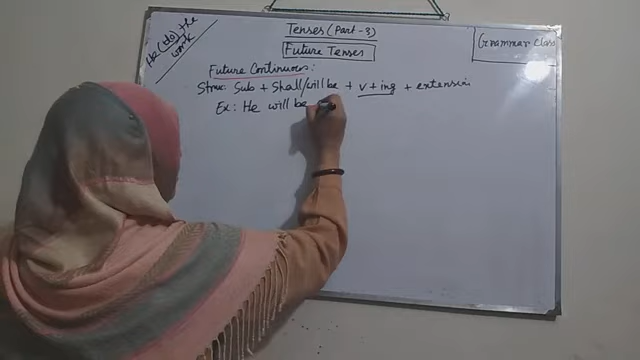 He (do) the
work
Tenses (Part-3)
Future Tenses
Grammar Class
Future Continuous:
Struc: Sub + Shall/will be + v + ing + extension
Ex: He will be